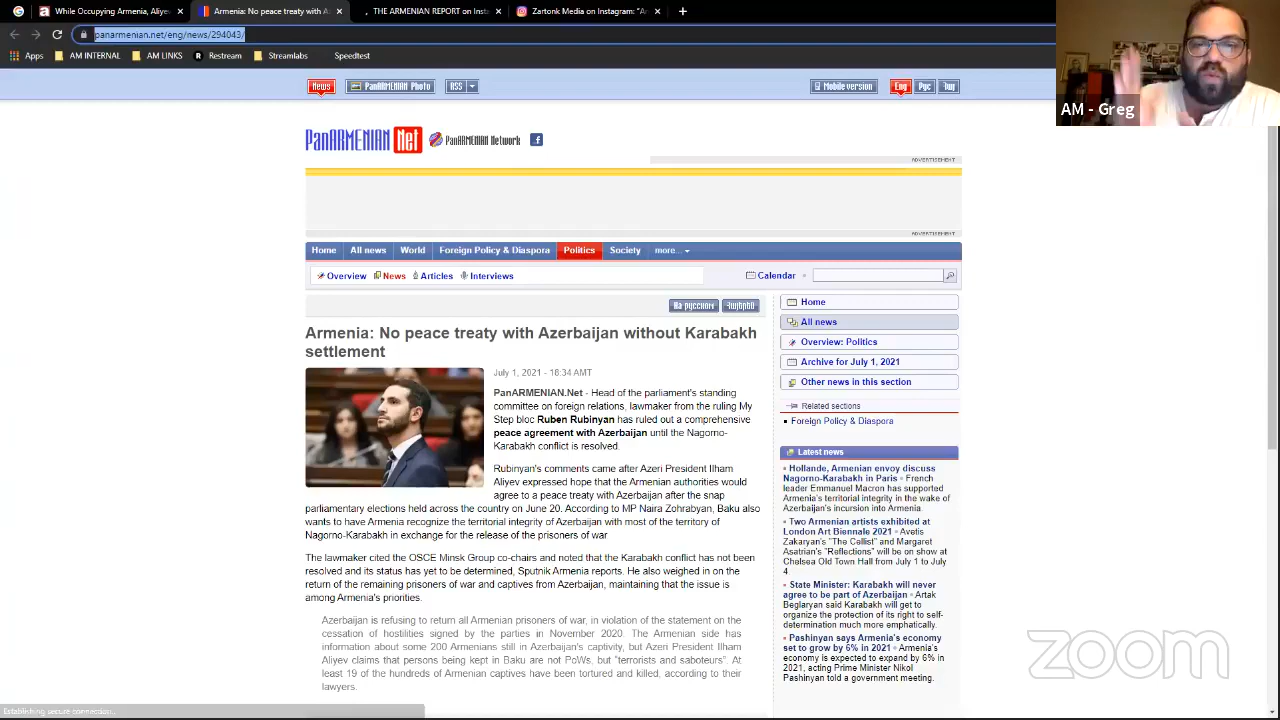 While Occupying Armenia, Aliyev
Armenia: No peace treaty with A
THE ARMENIAN REPORT on Inst
Zartonk Media on Instagram: "A
panarmenian.net/eng/news/294043/
Apps
AM INTERNAL
AM LINKS
Restream
Streamlabs
Speedtest
AM - Greg
News
PanARMENIAN Photo
RSS
Mobile version
Eng
Рус
Հայ
PanARMENIAN Net
PanARMENIAN Network
ADVERTISEMENT
ADVERTISEMENT
Home
All news
World
Foreign Policy & Diaspora
Politics
Society
more...
Overview
News
Articles
Interviews
Calendar
На русском
Հայերեն
Armenia: No peace treaty with Azerbaijan without Karabakh
settlement
July 1, 2021 - 18:34 AMT
PanARMENIAN.Net - Head of the parliament's standing
committee on foreign relations, lawmaker from the ruling My
Step bloc Ruben Rubinyan has ruled out a comprehensive
peace agreement with Azerbaijan until the Nagorno-
Karabakh conflict is resolved.
Rubinyan's comments came after Azeri President Ilham
Aliyev expressed hope that the Armenian authorities would
agree to a peace treaty with Azerbaijan after the snap
parliamentary elections held across the country on June 20. According to MP Naira Zohrabyan, Baku also
wants to have Armenia recognize the territorial integrity of Azerbaijan with most of the territory of
Nagorno-Karabakh in exchange for the release of the prisoners of war
The lawmaker cited the OSCE Minsk Group co-chairs and noted that the Karabakh conflict has not been
resolved and its status has yet to be determined, Sputnik Armenia reports. He also weighed in on the
return of the remaining prisoners of war and captives from Azerbaijan, maintaining that the issue is
among Armenia's priorities.
Azerbaijan is refusing to return all Armenian prisoners of war, in violation of the statement on the
cessation of hostilities signed by the parties in November 2020. The Armenian side has
information about some 200 Armenians still in Azerbaijan's captivity, but Azeri President Ilham
Aliyev claims that persons being kept in Baku are not PoWs, but "terrorists and saboteurs". At
least 19 of the hundreds of Armenian captives have been tortured and killed, according to their
lawyers.
Home
All news
Overview: Politics
Archive for July 1, 2021
Other news in this section
Related sections
Foreign Policy & Diaspora
Latest news
Hollande, Armenian envoy discuss
Nagorno-Karabakh in Paris French
leader Emmanuel Macron has supported
Armenia's territorial integrity in the wake of
Azerbaijan's incursion into Armenia.
Two Armenian artists exhibited at
London Art Biennale 2021 Avetis
Zakaryan's "The Cellist" and Margaret
Asatrian's "Reflections" will be on show at
Chelsea Old Town Hall from July 1 to July
4.
State Minister: Karabakh will never
agree to be part of Azerbaijan Artak
Beglaryan said Karabakh will get to
organize the protection of its right to self-
determination much more emphatically.
Pashinyan says Armenia's economy
set to grow by 6% in 2021 Armenia's
economy is expected to expand by 6% in
2021, acting Prime Minister Nikol
Pashinyan told a government meeting.
zoom
Establishing secure connection...